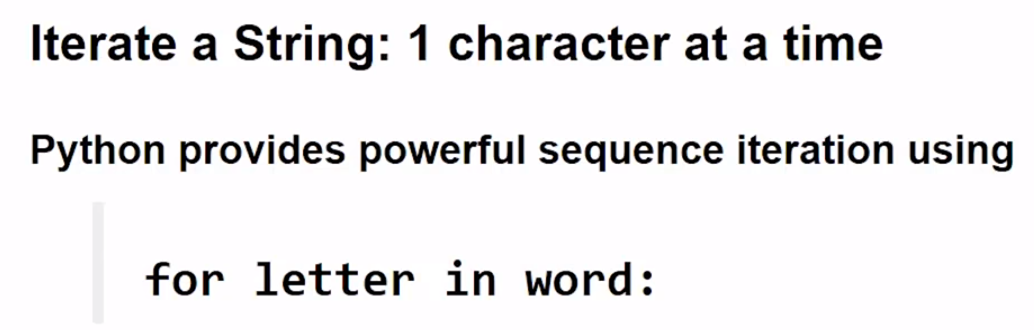 Iterate a String: 1 character at a time
Python provides powerful sequence iteration using
for letter in word: